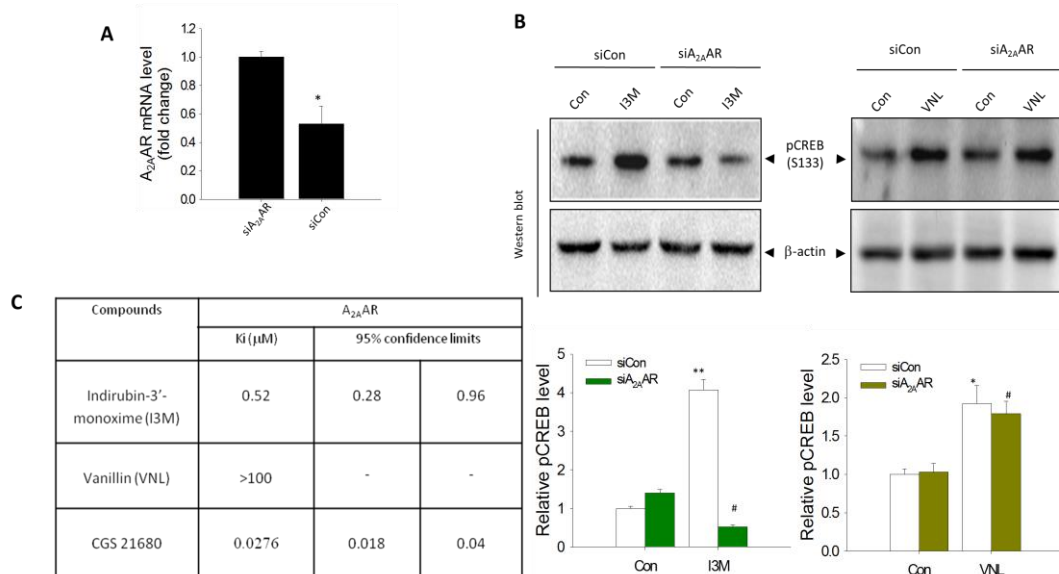 A
A2AAR mRNA level
(fold change)
1.2
1.0
0.8
0.6
0.4
0.2
0.0
*
siA2AAR
siCon
B
siCon
siA2AAR
Con
I3M
Con
I3M
siCon
siA2AAR
Con
VNL
Con
VNL
Western blot
pCREB
(S133)
β-actin
C
Compounds
A2AAR
Ki (μM)
95% confidence limits
Indirubin-3'-
monoxime (I3M)
0.52
0.28
0.96
Vanillin (VNL)
>100
-
-
CGS 21680
0.0276
0.018
0.04
Relative pCREB level
5
4
3
2
1
0
siCon
siA2AAR
**
#
Con
I3M
Relative pCREB level
2.5
2.0
1.5
1.0
0.5
0.0
siCon
siA2AAR
*
#
Con
VNL